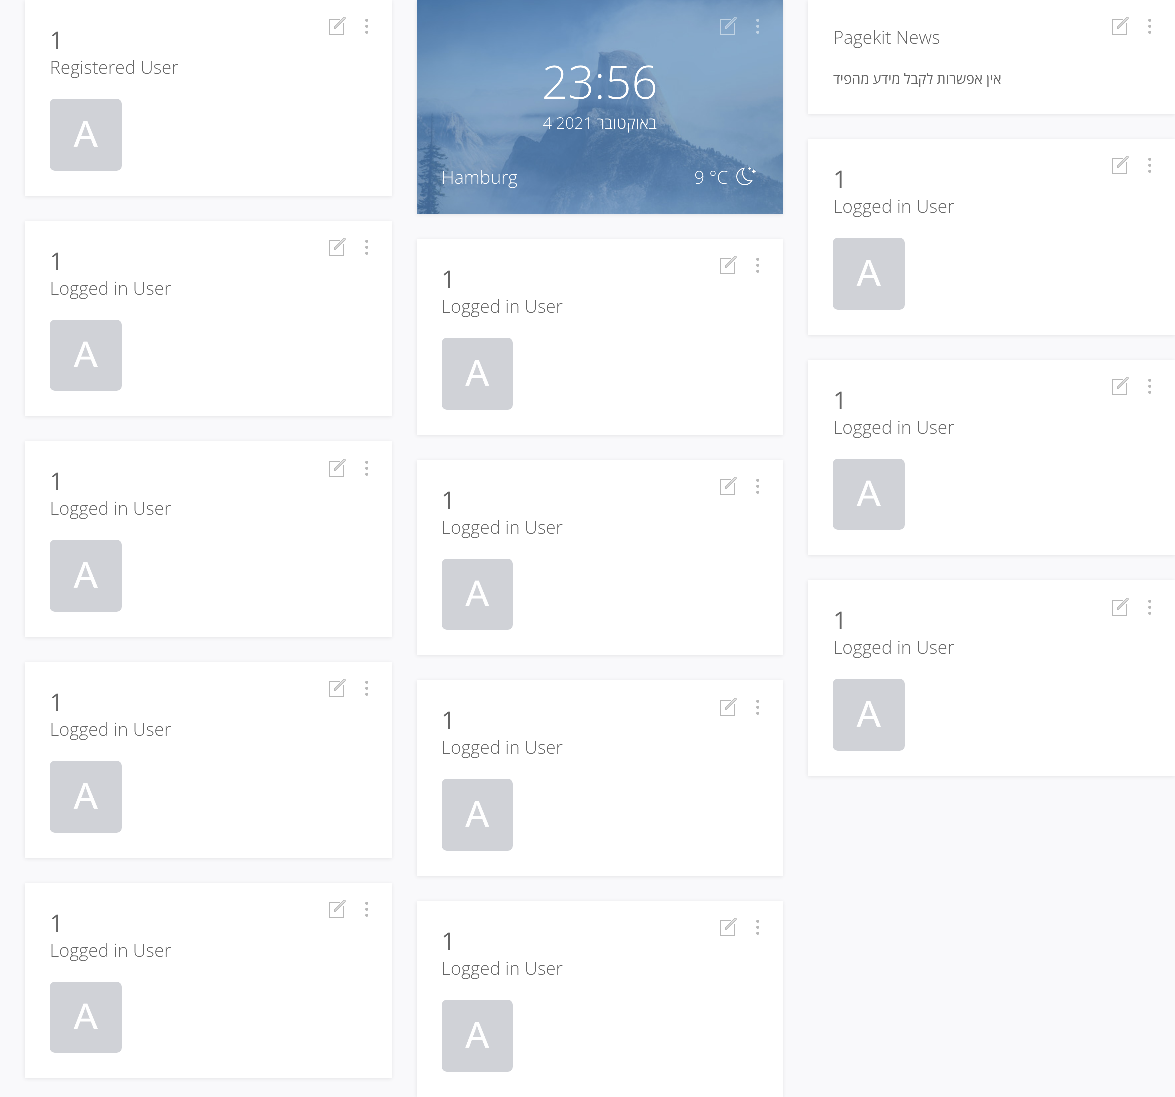 1
Registered User
A
1
Logged in User
A
1
Logged in User
A
1
Logged in User
A
1
Logged in User
A
23:56
4 באוקטובר 2021
Hamburg
9 °C
1
Logged in User
A
1
Logged in User
A
1
Logged in User
A
1
Logged in User
A
Pagekit News
אין אפשרות לקבל מידע מהפיד
1
Logged in User
A
1
Logged in User
A
1
Logged in User
A